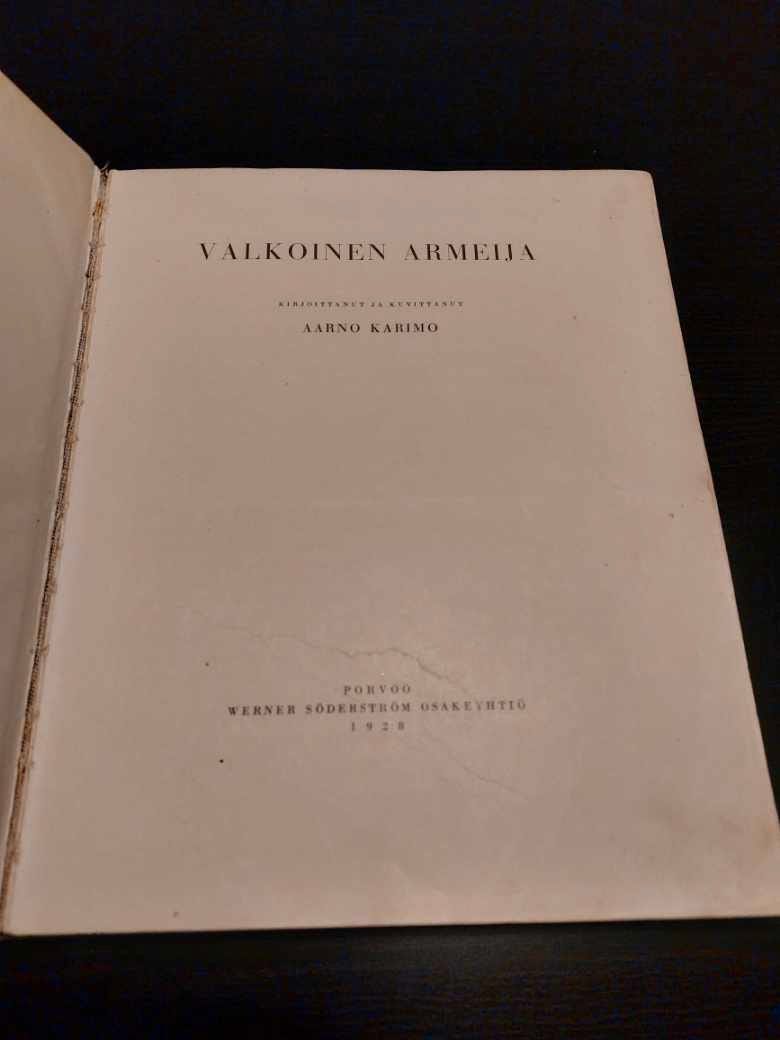 VALKOINEN ARMEIJA
KIRJOITTANUT JA KUVITTANUT
AARNO KARIMO
PORVOO
WERNER SÖDERSTRÖM OSAKEYHTIÖ
1928